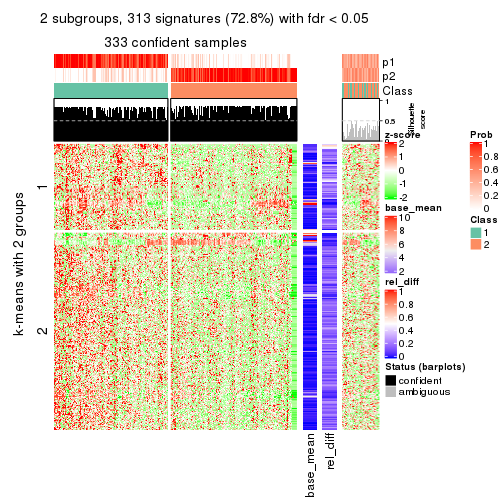 2 subgroups, 313 signatures (72.8%) with fdr < 0.05
333 confident samples
p1
p2
Class
1
0.5
0
Silhouette
score
k-means with 2 groups
1
2
base_mean
rel_diff
z-score
2
1
0
-1
-2
base_mean
10
8
6
4
2
rel_diff
1
0.8
0.6
0.4
0.2
0
Status (barplots)
confident
ambiguous
Prob
1
0.8
0.6
0.4
0.2
0
Class
1
2